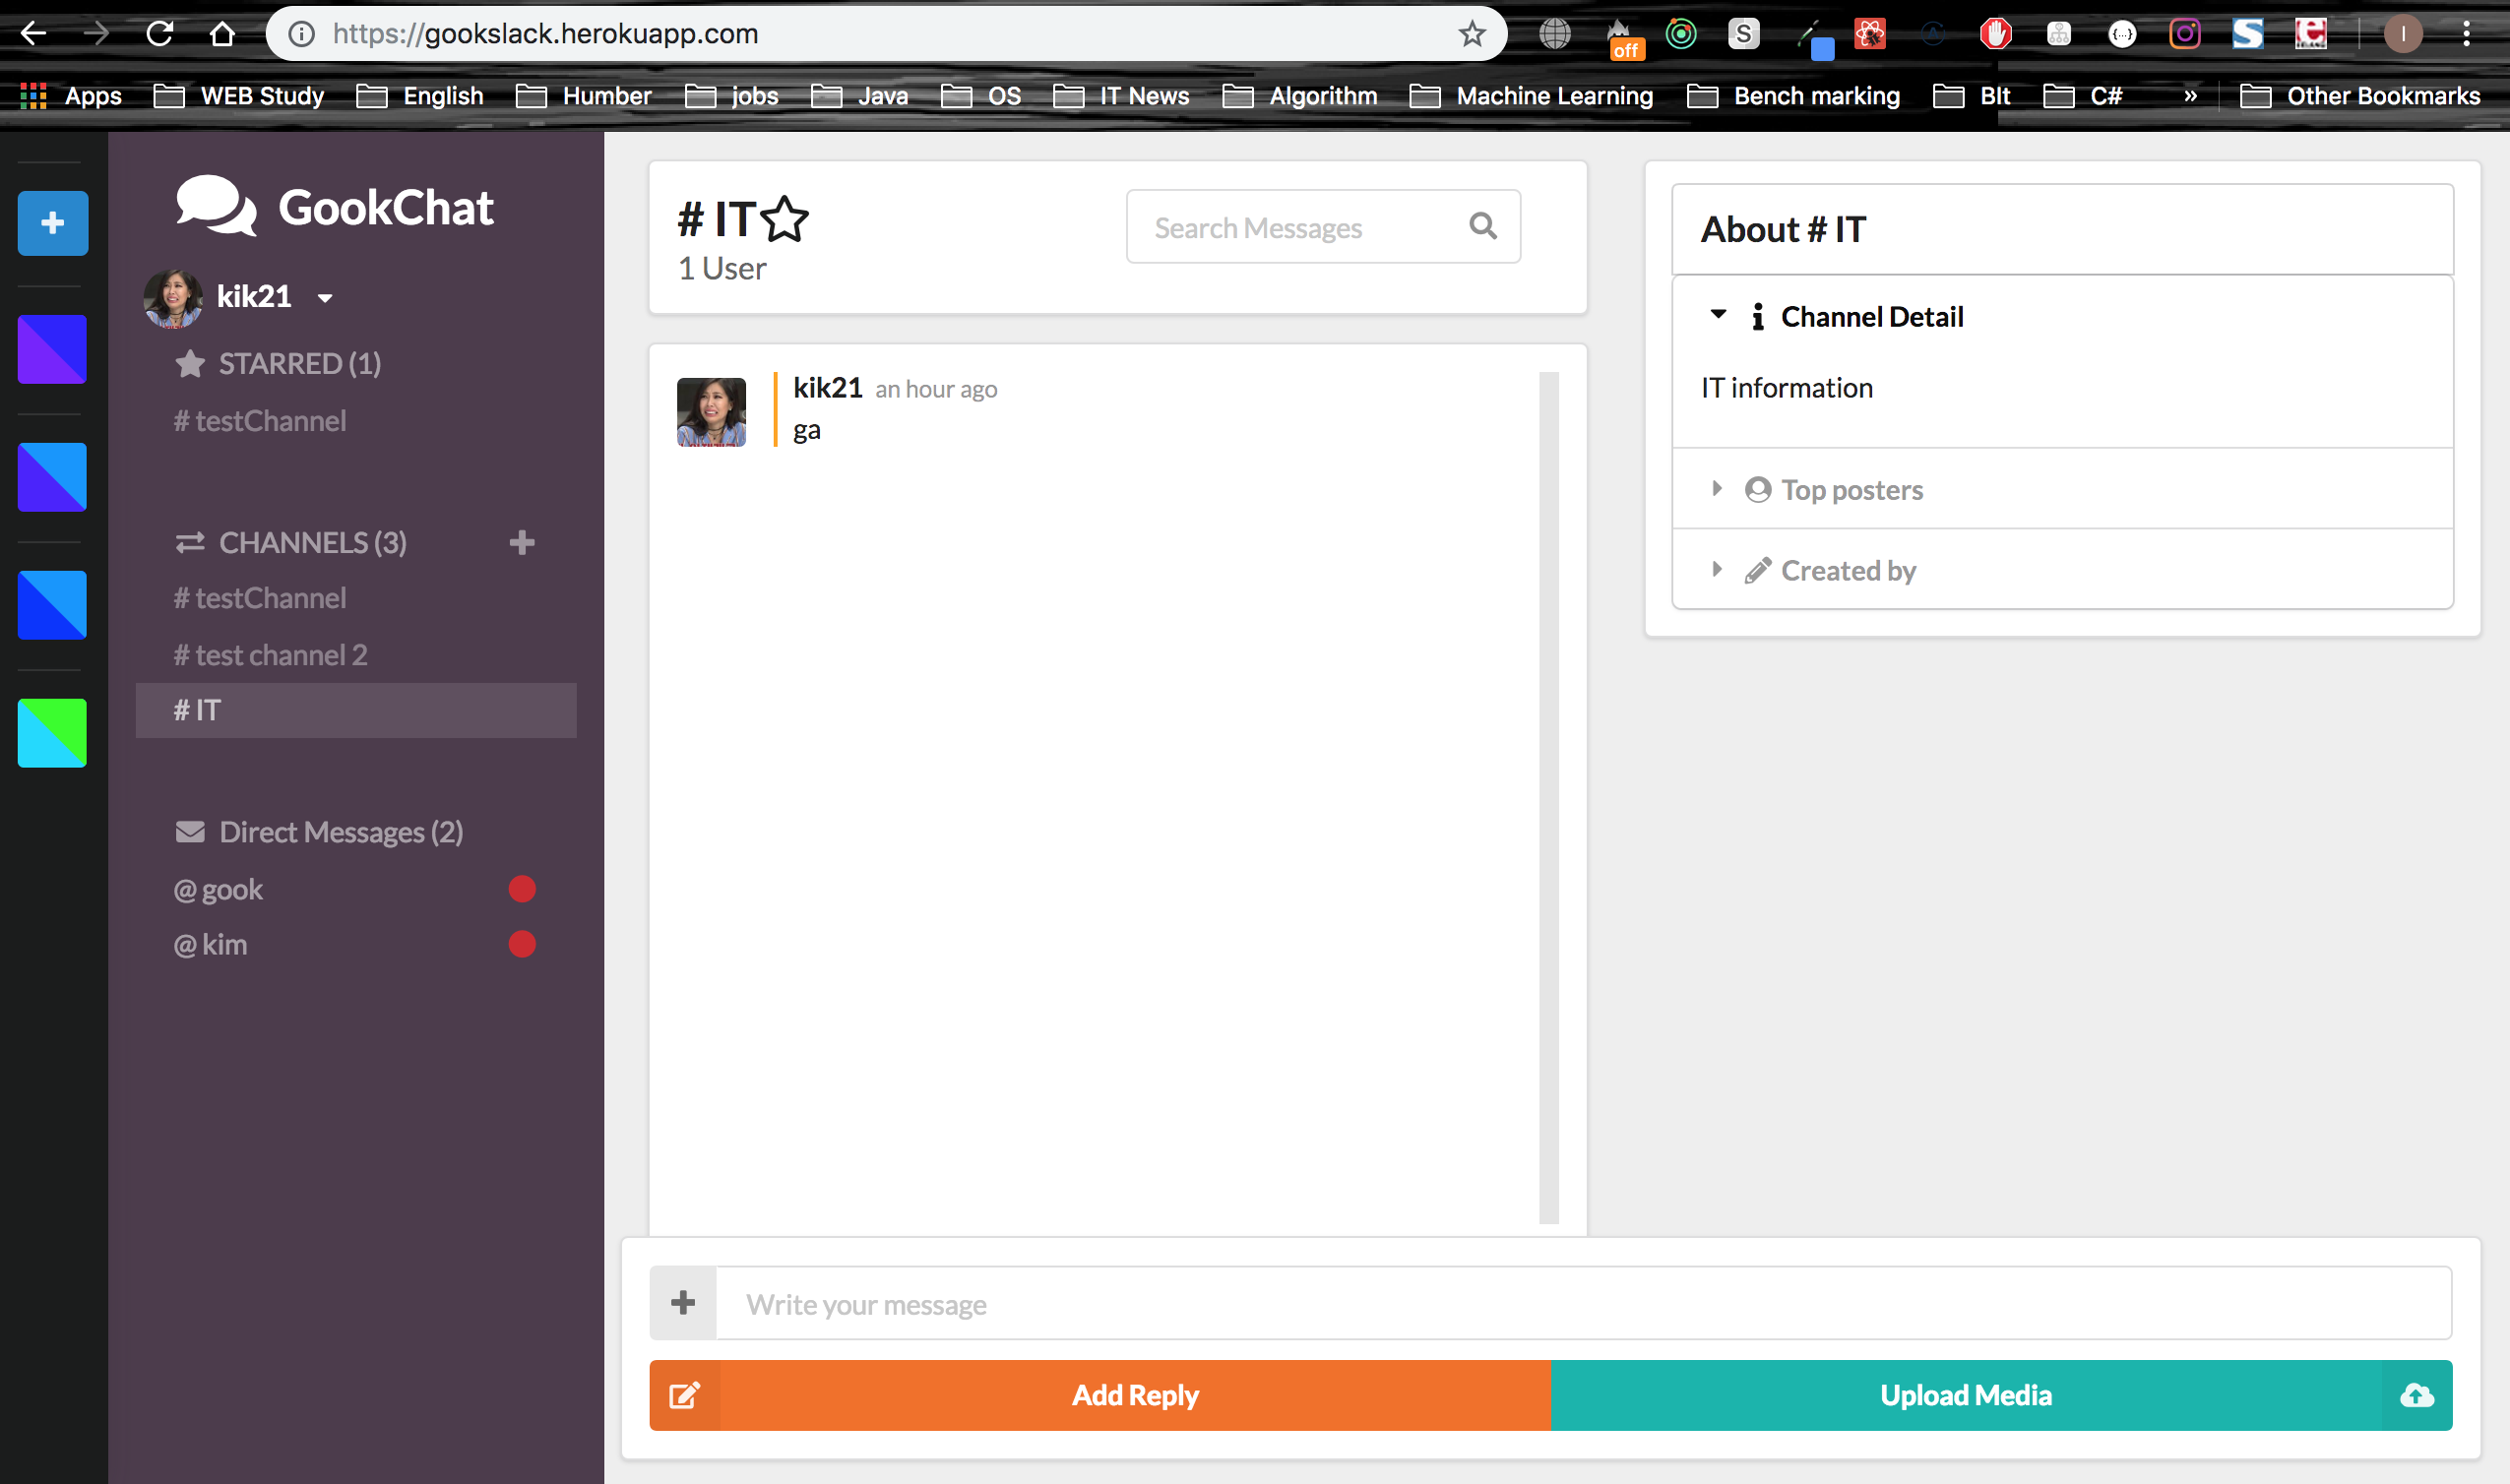 https://gookslack.herokuapp.com
off
S
{...}
I
Apps
WEB Study
English
Humber
jobs
Java
OS
IT News
Algorithm
Machine Learning
Bench marking
BIt
C#
»
Other Bookmarks
GookChat
kik21
STARRED (1)
# testChannel
CHANNELS (3)
# testChannel
# test channel 2
# IT
Direct Messages (2)
@ gook
@ kim
# IT
1 User
Search Messages
kik21 an hour ago
ga
About # IT
Channel Detail
IT information
Top posters
Created by
Write your message
Add Reply
Upload Media